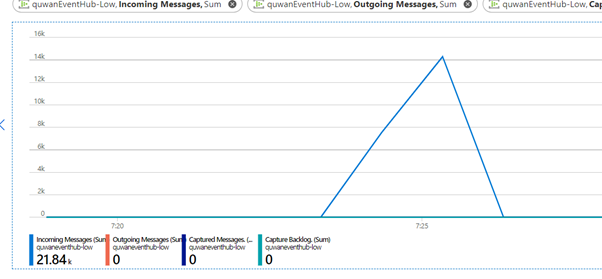 quwanEventHub-Low, Incoming Messages, Sum quwanEventHub-Low, Outgoing Messages, Sum quwanEventHub-Low, Cap
16k
14k
12k
10k
8k
6k
4k
2k
0
7:20 7:25
Incoming Messages (Sum Outgoing Messages (Sum Captured Messages. (... Capture Backlog. (Sum)
quwaneventhub-low quwaneventhub-low quwaneventhub-low quwaneventhub-low
21.84 k 0 0 0